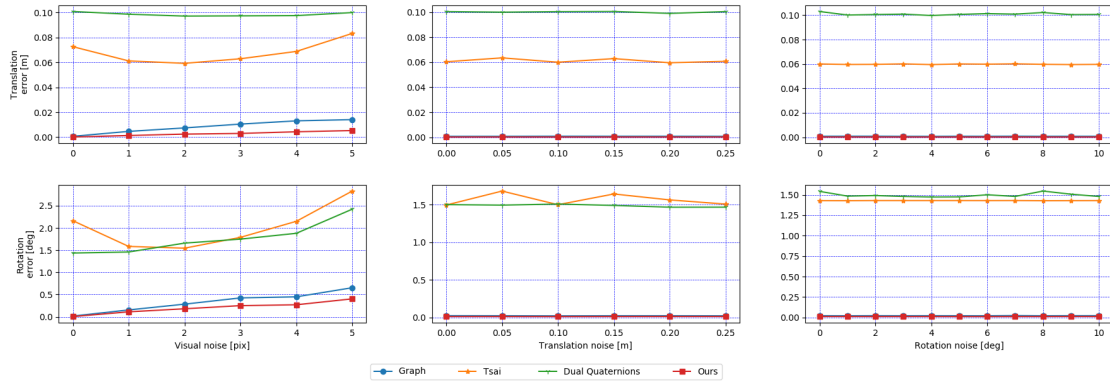 Translation
error [m]
0.10
0.08
0.06
0.04
0.02
0.00
0 1 2 3 4 5
0.10
0.08
0.06
0.04
0.02
0.00
0.00 0.05 0.10 0.15 0.20 0.25
0.10
0.08
0.06
0.04
0.02
0.00
0 2 4 6 8 10
Rotation
error [deg]
2.5
2.0
1.5
1.0
0.5
0.0
0 1 2 3 4 5
Visual noise [pix]
1.5
1.0
0.5
0.0
0.00 0.05 0.10 0.15 0.20 0.25
Translation noise [m]
1.50
1.25
1.00
0.75
0.50
0.25
0.00
0 2 4 6 8 10
Rotation noise [deg]
Graph Tsai Dual Quaternions Ours